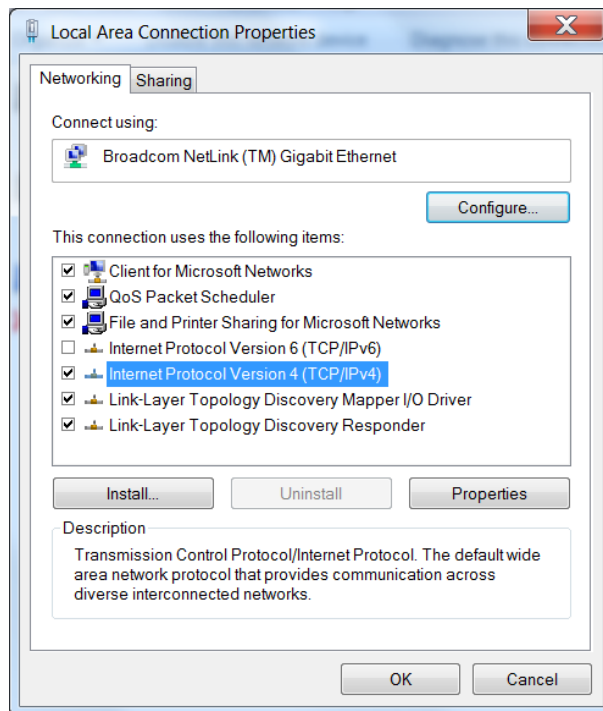 Local Area Connection Properties
Networking
Sharing
Connect using:
Broadcom NetLink (TM) Gigabit Ethernet
Configure...
This connection uses the following items:
Client for Microsoft Networks
QoS Packet Scheduler
File and Printer Sharing for Microsoft Networks
Internet Protocol Version 6 (TCP/IPv6)
Internet Protocol Version 4 (TCP/IPv4)
Link-Layer Topology Discovery Mapper I/O Driver
Link-Layer Topology Discovery Responder
Install...
Uninstall
Properties
Description
Transmission Control Protocol/Internet Protocol. The default wide
area network protocol that provides communication across
diverse interconnected networks.
OK
Cancel